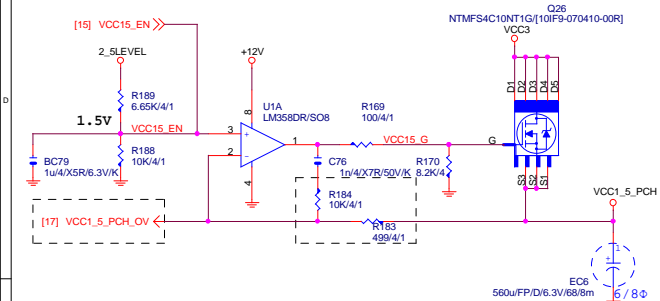 Q26
NTMFS4C10NT1G/[10IF9-070410-00R]
[15] VCC15_EN
VCC3
2_5LEVEL
+12V
D1
D2
D3
D4
D5
D
R189
6.65K/4/1
U1A
LM358DR/SO8
R169
100/4/1
8
1.5V
VCC15_EN
3
+
1
VCC15_G
G
2
-
BC79
1u/4/X5R/6.3V/K
R188
10K/4/1
4
C76
1n/4/X7R/50V/K
R170
8.2K/4
S3
S2
S1
R184
10K/4/1
VCC1_5_PCH
[17] VCC1_5_PCH_OV
R183
499/4/1
1
+
EC6
560u/FP/D/6.3V/68/8m
6/8Φ